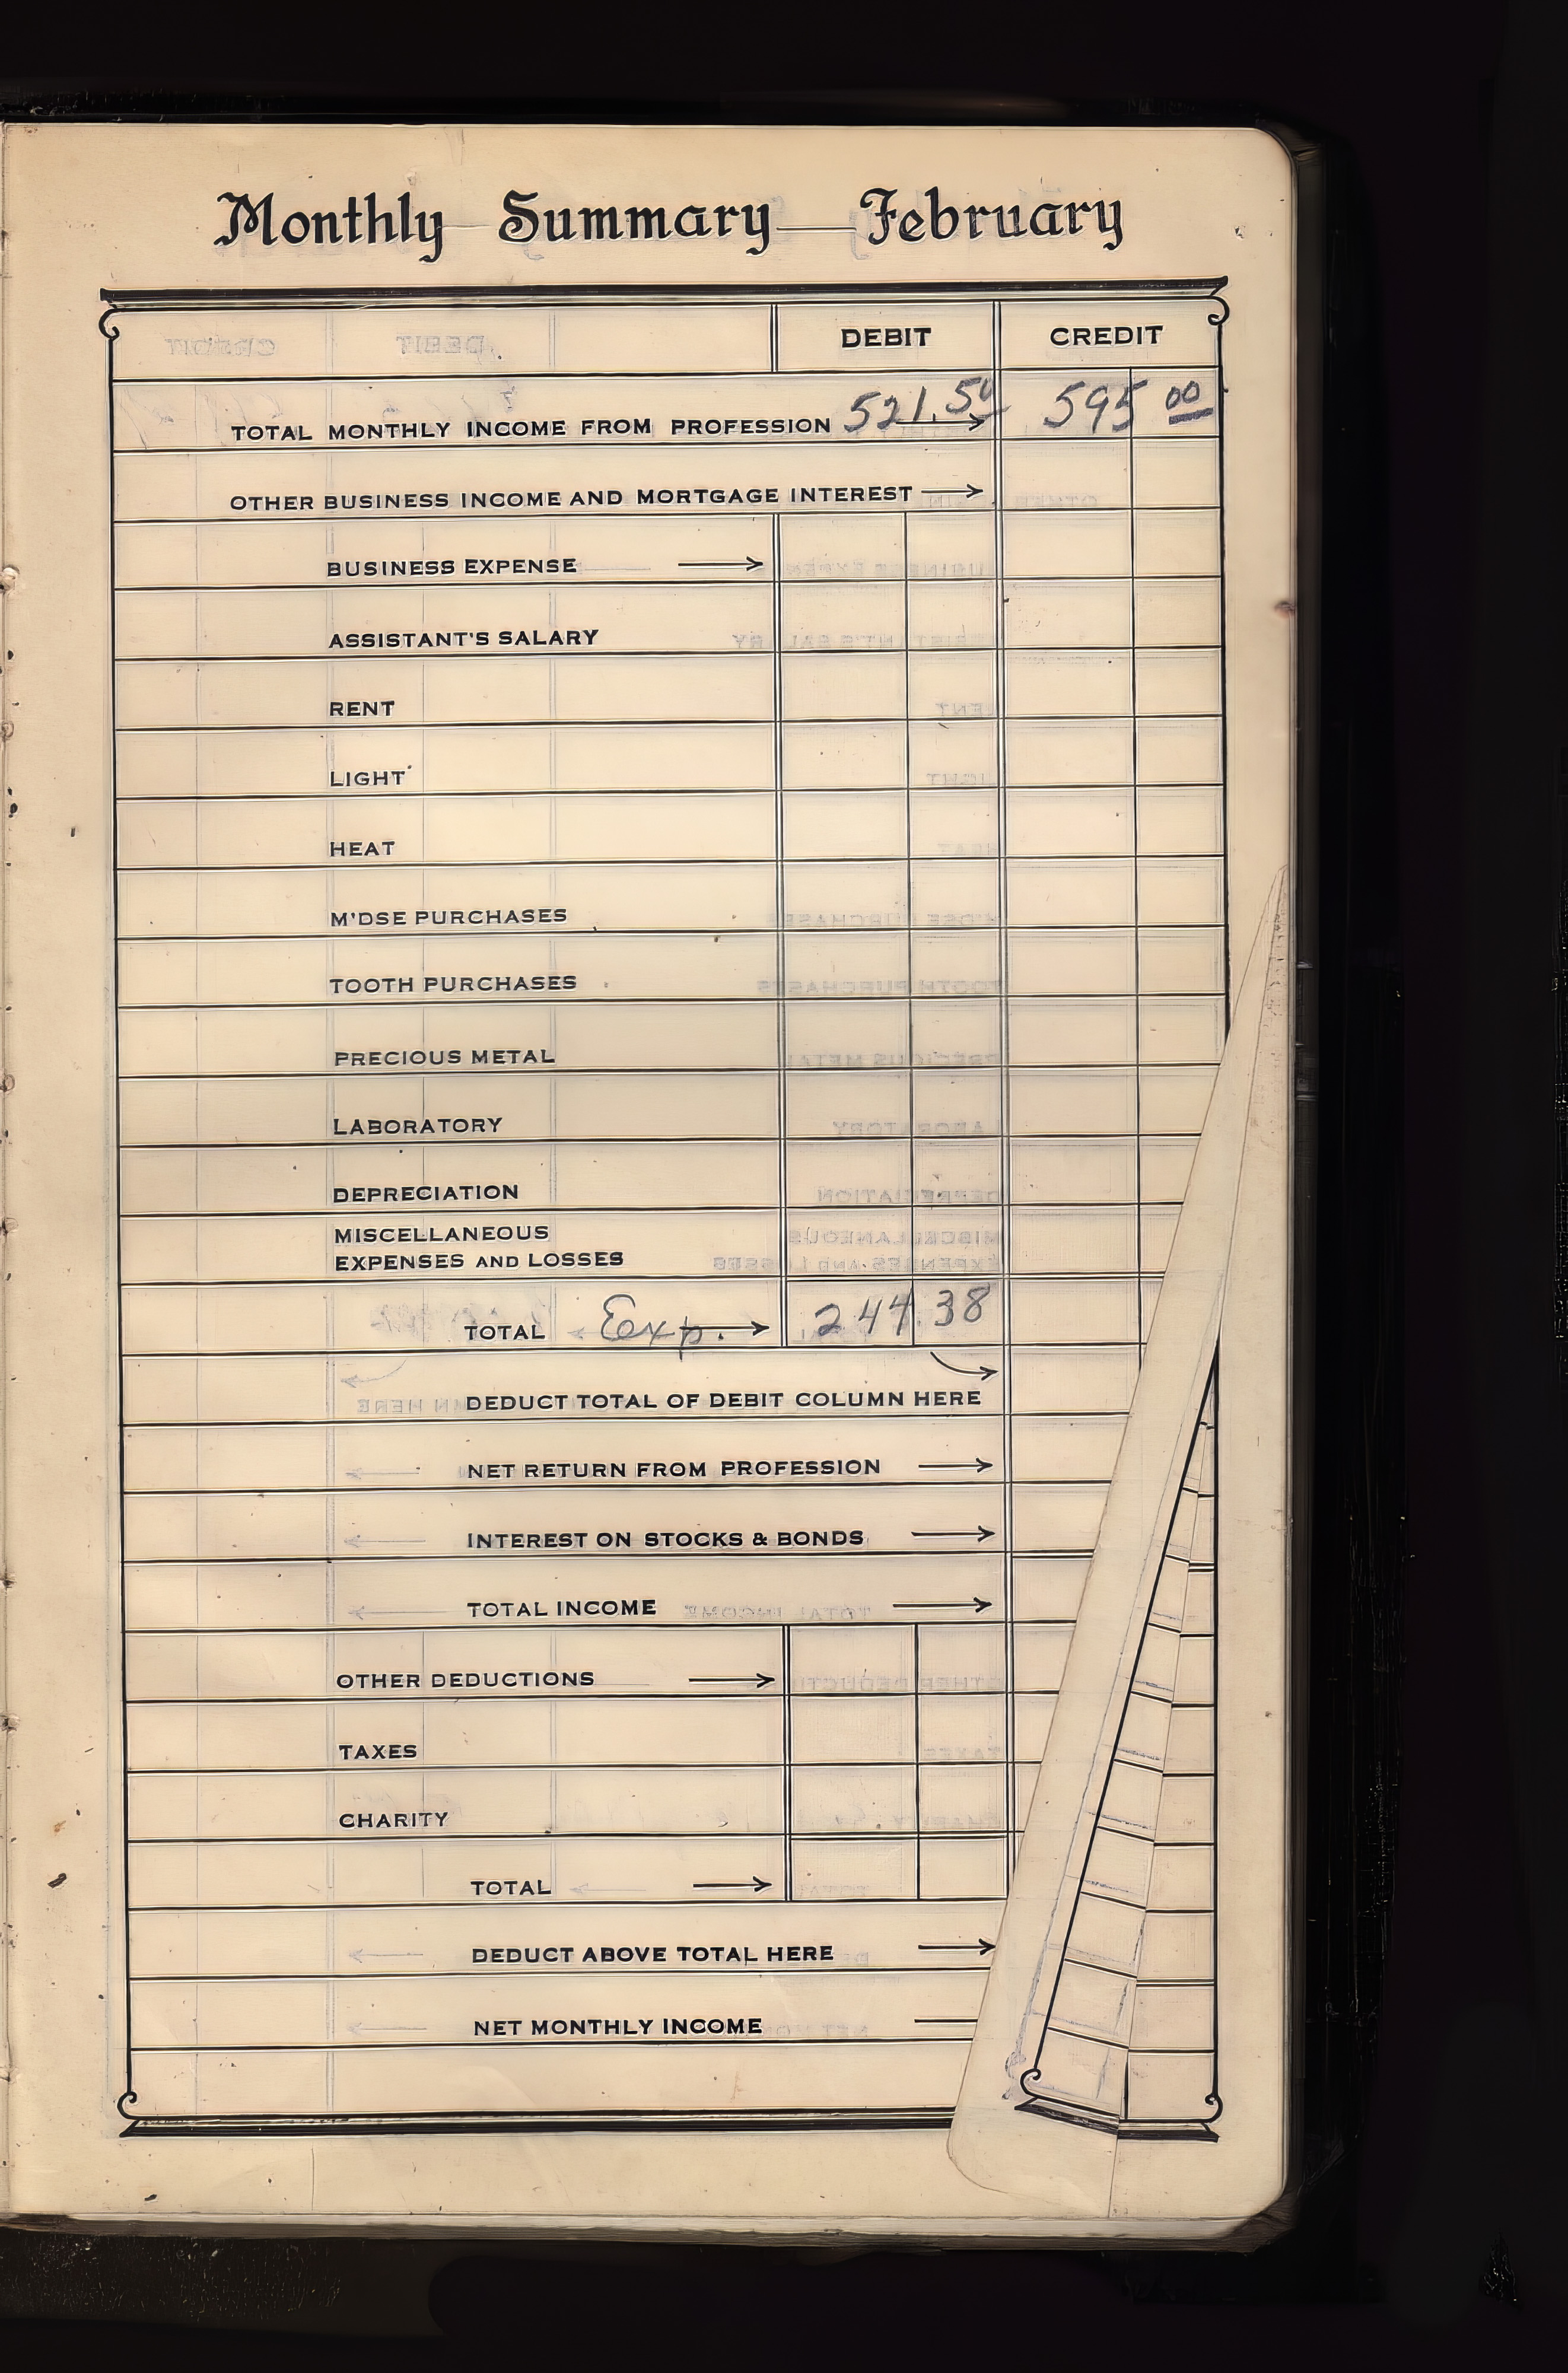 Monthly Summary — February
DEBIT CREDIT
TOTAL MONTHLY INCOME FROM PROFESSION 521.50 595 00
OTHER BUSINESS INCOME AND MORTGAGE INTEREST
BUSINESS EXPENSE
ASSISTANT'S SALARY
RENT
LIGHT
HEAT
M'DSE PURCHASES
TOOTH PURCHASES
PRECIOUS METAL
LABORATORY
DEPRECIATION
MISCELLANEOUS
EXPENSES AND LOSSES
TOTAL Exp. 244.38
DEDUCT TOTAL OF DEBIT COLUMN HERE
NET RETURN FROM PROFESSION
INTEREST ON STOCKS & BONDS
TOTAL INCOME
OTHER DEDUCTIONS
TAXES
CHARITY
TOTAL
DEDUCT ABOVE TOTAL HERE
NET MONTHLY INCOME